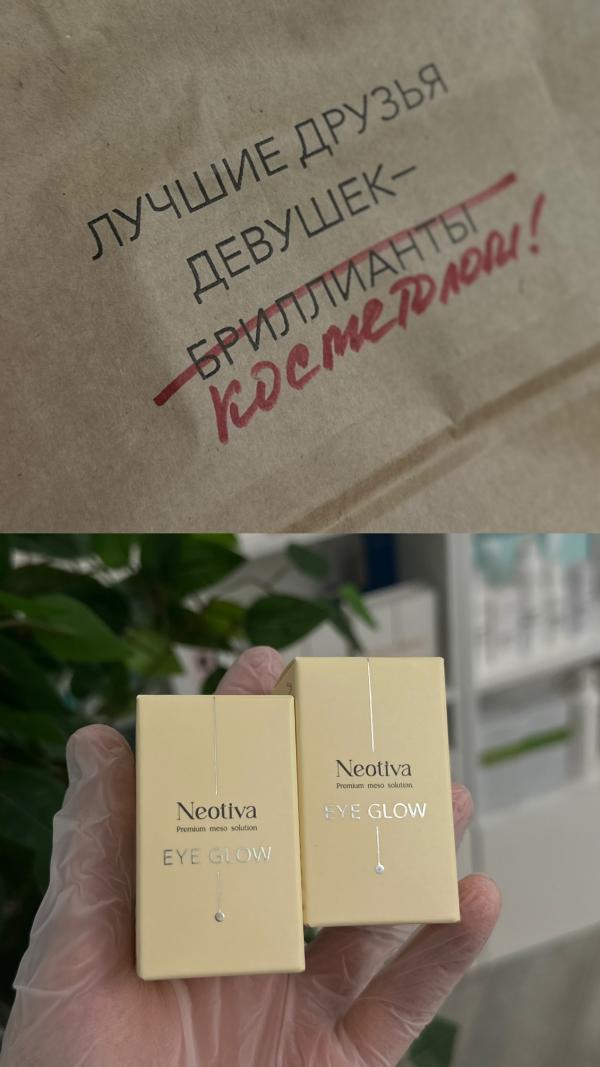 ЛУЧШИЕ ДРУЗЬЯ
ДЕВУШЕК–
БРИЛЛИАНТЫ
косметологи!
Neotiva
Premium meso solution
EYE GLOW
Neotiva
Premium meso solution
EYE GLOW